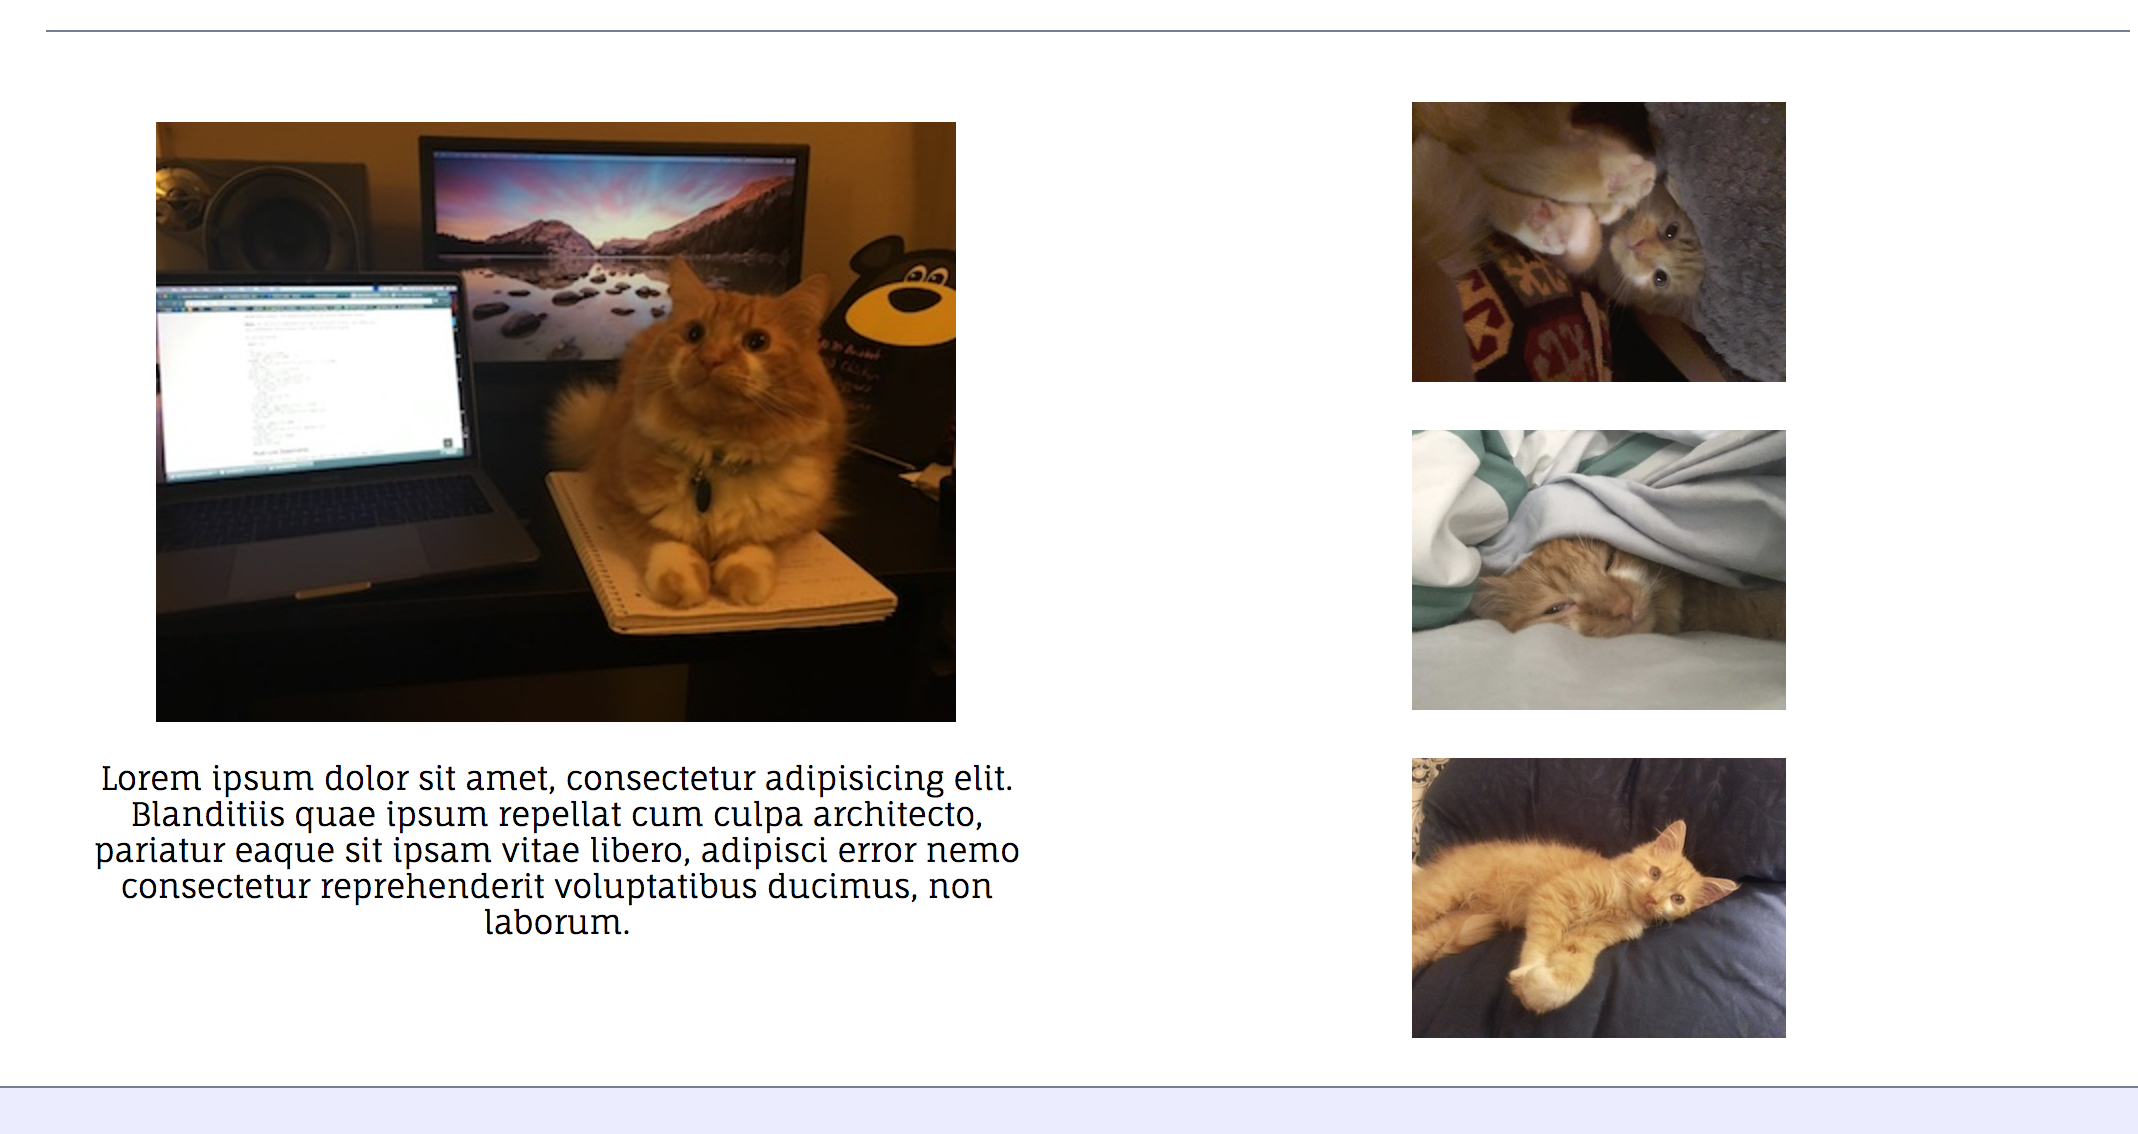 Lorem ipsum dolor sit amet, consectetur adipisicing elit.
Blanditiis quae ipsum repellat cum culpa architecto,
pariatur eaque sit ipsam vitae libero, adipisci error nemo
consectetur reprehenderit voluptatibus ducimus, non
laborum.